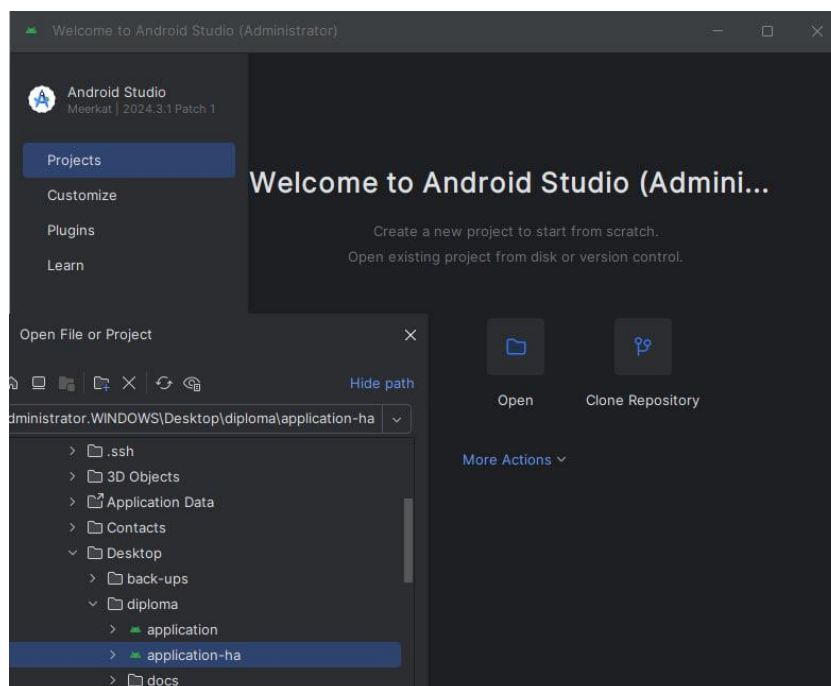 Welcome to Android Studio (Administrator)
Android Studio
Meerkat | 2024.3.1 Patch 1
Projects
Customize
Plugins
Learn
Welcome to Android Studio (Admini...
Create a new project to start from scratch.
Open existing project from disk or version control.
Open
Clone Repository
More Actions
Open File or Project
Hide path
dministrator.WINDOWS\Desktop\diploma\application-ha
.ssh
3D Objects
Application Data
Contacts
Desktop
back-ups
diploma
application
application-ha
docs